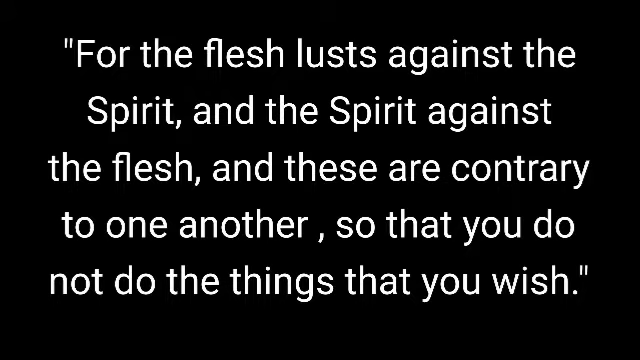 "For the flesh lusts against the
Spirit, and the Spirit against
the flesh, and these are contrary
to one another , so that you do
not do the things that you wish."